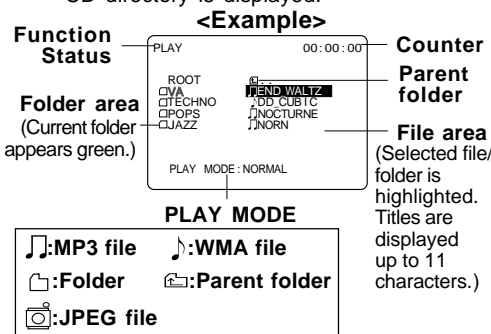 CD directory is displayed.
<Example>
Function Status
PLAY 00:00:00
Counter
ROOT
Parent folder
VA
TECHNO
POPS
JAZZ
. .
END WALTZ
DD_CUBIC
NOCTURNE
NORN
Folder area
(Current folder appears green.)
File area
(Selected file/
folder is
highlighted.
Titles are
displayed
up to 11
characters.)
PLAY MODE:NORMAL
PLAY MODE
:MP3 file :WMA file
:Folder :Parent folder
:JPEG file